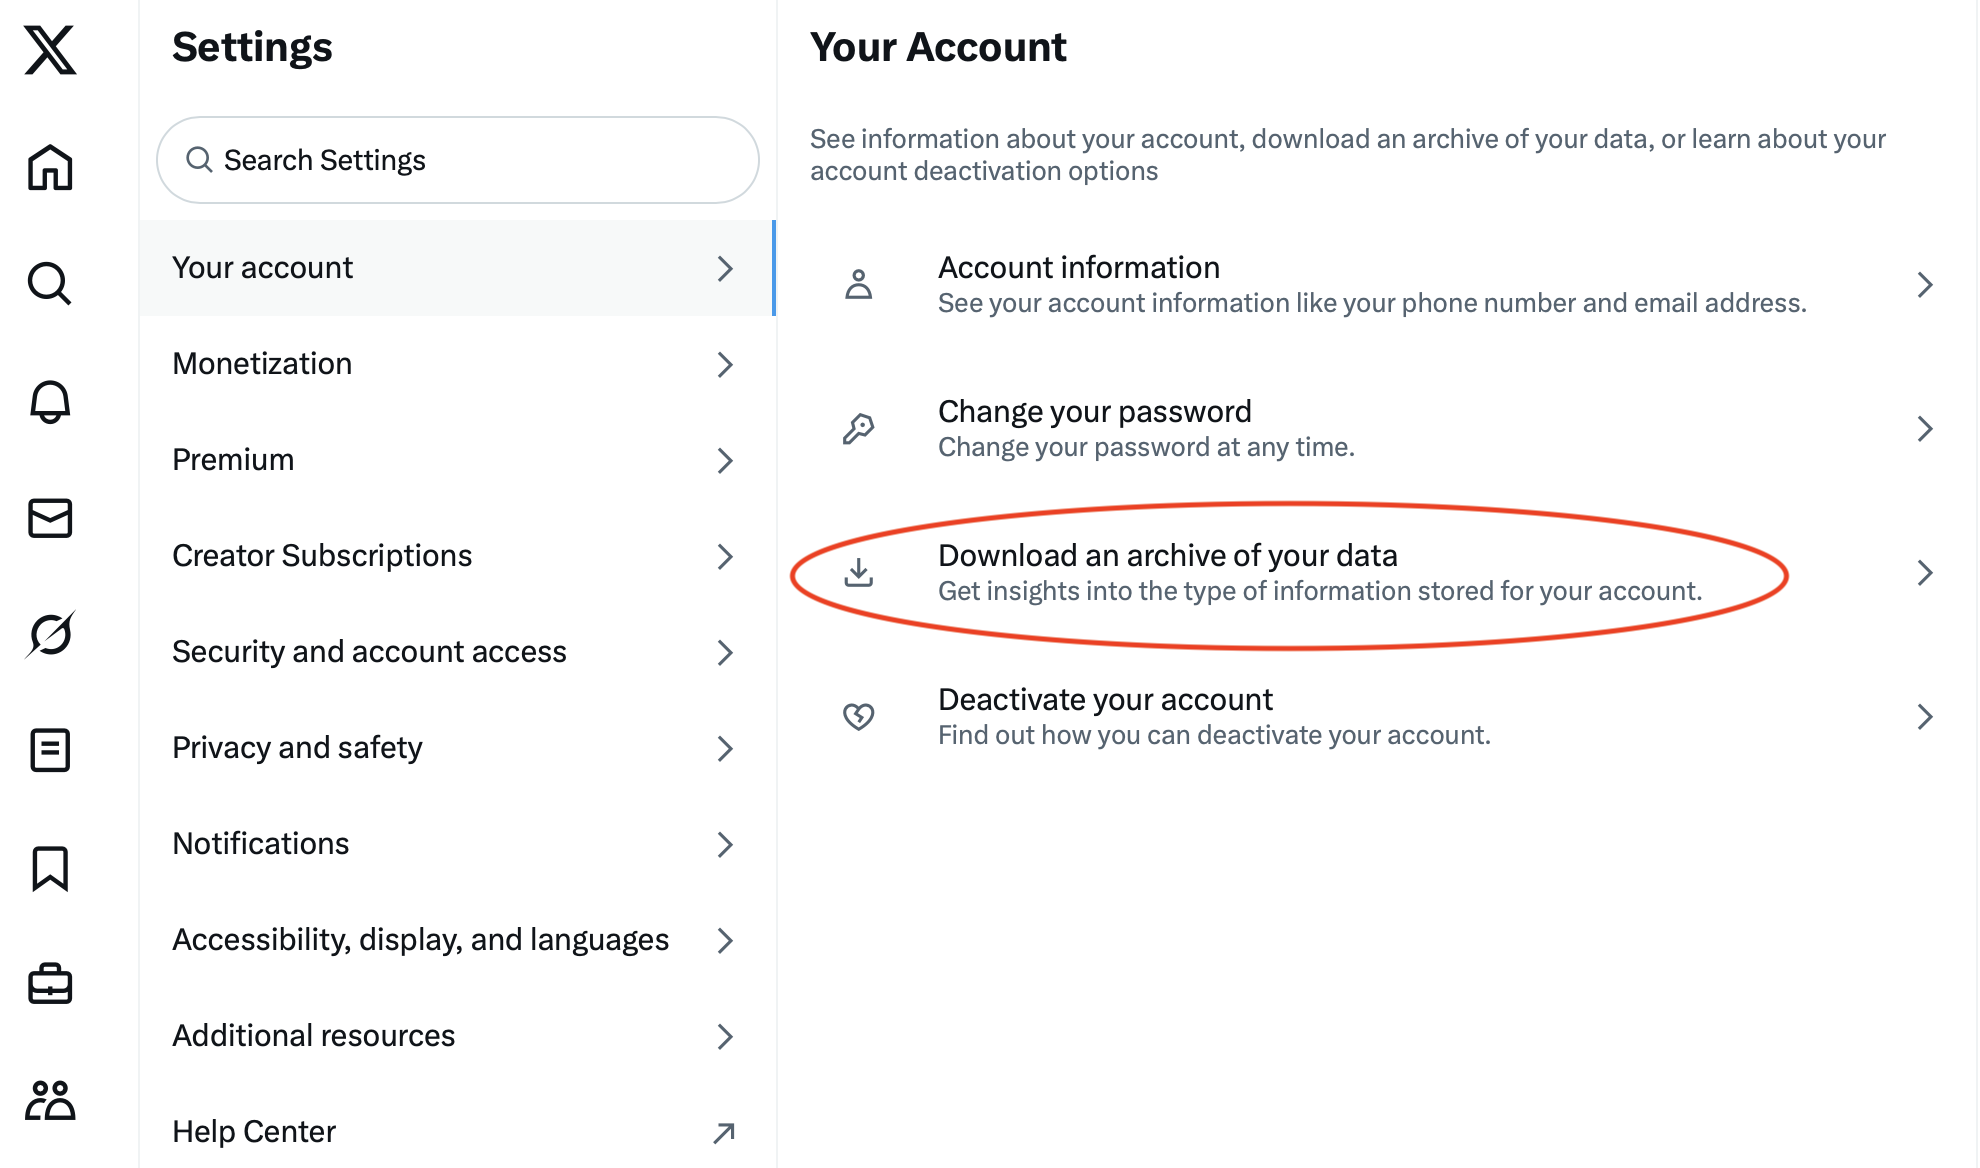 Settings
Search Settings
Your account
Monetization
Premium
Creator Subscriptions
Security and account access
Privacy and safety
Notifications
Accessibility, display, and languages
Additional resources
Help Center
Your Account
See information about your account, download an archive of your data, or learn about your
account deactivation options
Account information
See your account information like your phone number and email address.
Change your password
Change your password at any time.
Download an archive of your data
Get insights into the type of information stored for your account.
Deactivate your account
Find out how you can deactivate your account.